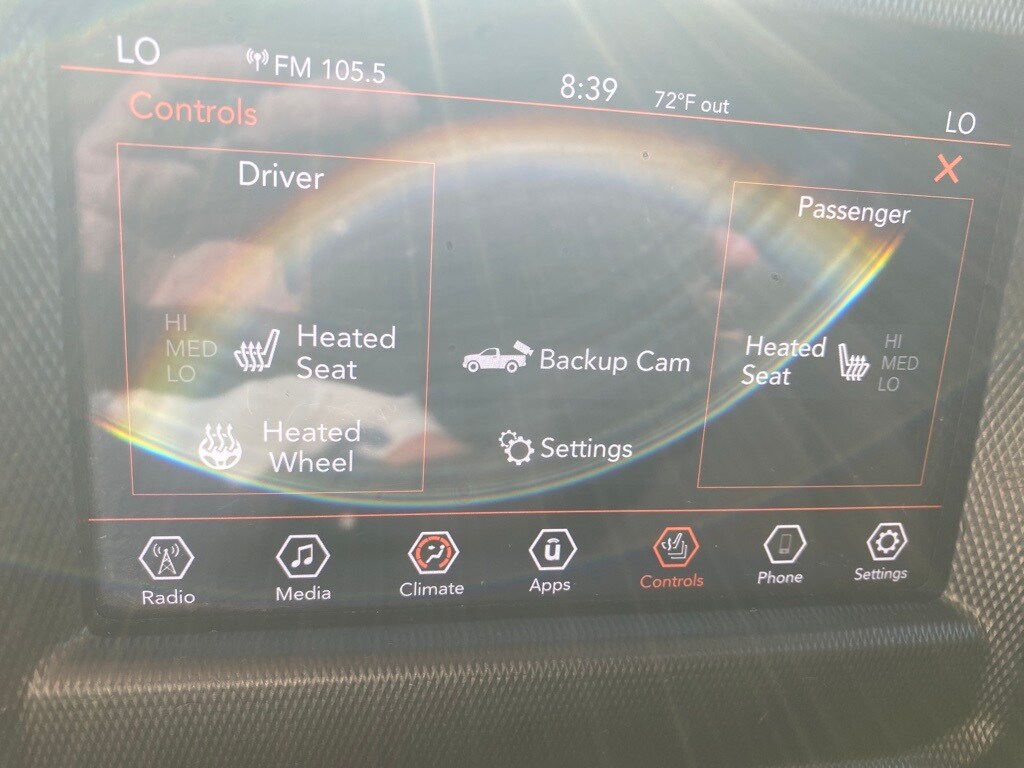 LO
FM 105.5
8:39
72°F out
LO
Controls
X
Driver
Passenger
HI
MED
LO
Heated
Seat
Backup Cam
Heated
Seat
HI
MED
LO
Heated
Wheel
Settings
Radio
Media
Climate
ū
Apps
Controls
Phone
Settings